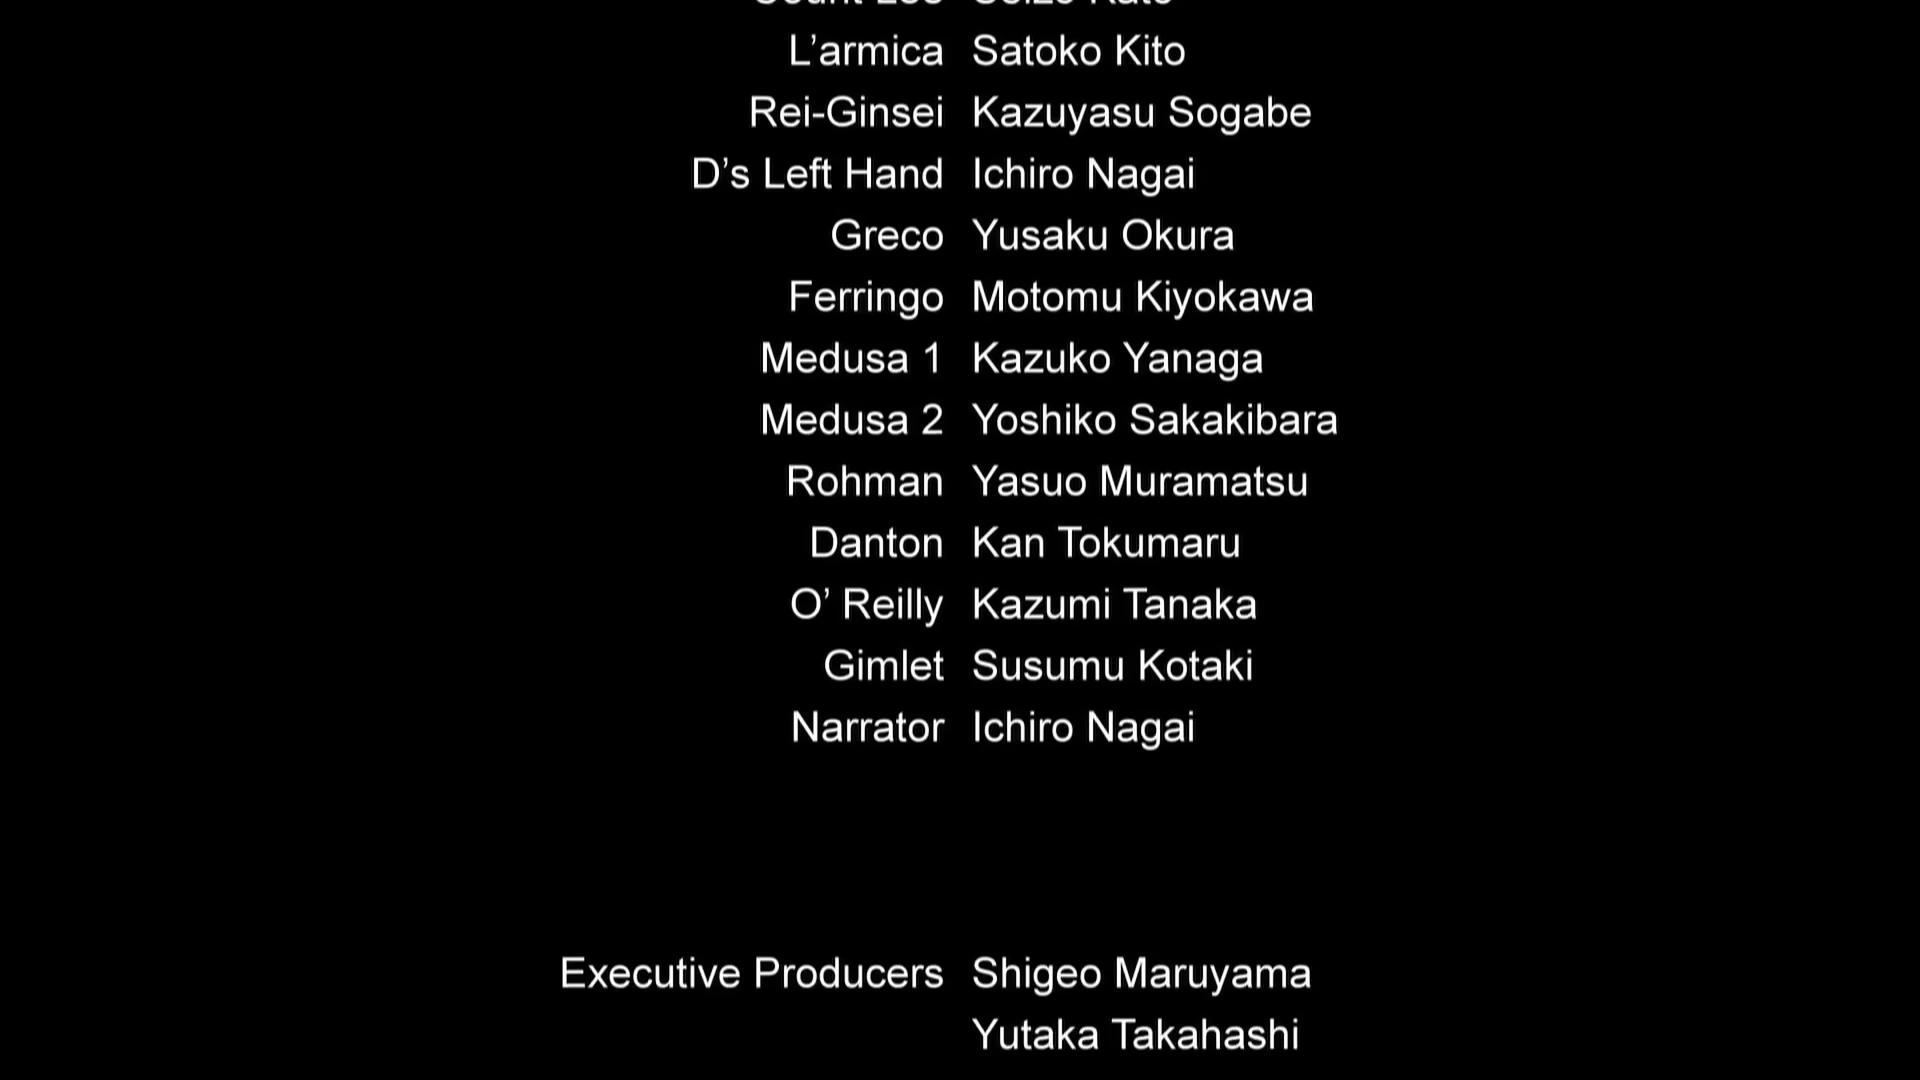 L’armica Satoko Kito
Rei-Ginsei Kazuyasu Sogabe
D’s Left Hand Ichiro Nagai
Greco Yusaku Okura
Ferringo Motomu Kiyokawa
Medusa 1 Kazuko Yanaga
Medusa 2 Yoshiko Sakakibara
Rohman Yasuo Muramatsu
Danton Kan Tokumaru
O’ Reilly Kazumi Tanaka
Gimlet Susumu Kotaki
Narrator Ichiro Nagai
Executive Producers Shigeo Maruyama
Yutaka Takahashi